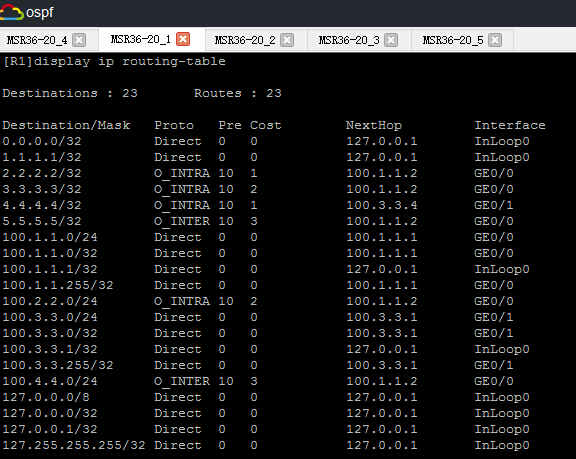 ospf
MSR36-20_4 MSR36-20_1 MSR36-20_2 MSR36-20_3 MSR36-20_5
[R1]display ip routing-table
Destinations : 23 Routes : 23
Destination/Mask Proto Pre Cost NextHop Interface
0.0.0.0/32 Direct 0 0 127.0.0.1 InLoop0
1.1.1.1/32 Direct 0 0 127.0.0.1 InLoop0
2.2.2.2/32 O_INTRA 10 1 100.1.1.2 GE0/0
3.3.3.3/32 O_INTRA 10 2 100.1.1.2 GE0/0
4.4.4.4/32 O_INTRA 10 1 100.3.3.4 GE0/1
5.5.5.5/32 O_INTER 10 3 100.1.1.2 GE0/0
100.1.1.0/24 Direct 0 0 100.1.1.1 GE0/0
100.1.1.0/32 Direct 0 0 100.1.1.1 GE0/0
100.1.1.1/32 Direct 0 0 127.0.0.1 InLoop0
100.1.1.255/32 Direct 0 0 100.1.1.1 GE0/0
100.2.2.0/24 O_INTRA 10 2 100.1.1.2 GE0/0
100.3.3.0/24 Direct 0 0 100.3.3.1 GE0/1
100.3.3.0/32 Direct 0 0 100.3.3.1 GE0/1
100.3.3.1/32 Direct 0 0 127.0.0.1 InLoop0
100.3.3.255/32 Direct 0 0 100.3.3.1 GE0/1
100.4.4.0/24 O_INTER 10 3 100.1.1.2 GE0/0
127.0.0.0/8 Direct 0 0 127.0.0.1 InLoop0
127.0.0.0/32 Direct 0 0 127.0.0.1 InLoop0
127.0.0.1/32 Direct 0 0 127.0.0.1 InLoop0
127.255.255.255/32 Direct 0 0 127.0.0.1 InLoop0